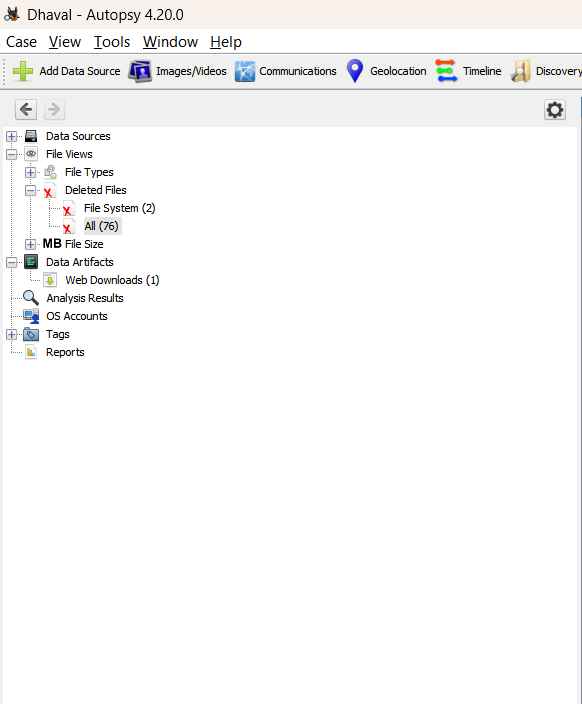 Dhaval - Autopsy 4.20.0
Case View Tools Window Help
Add Data Source Images/Videos Communications Geolocation Timeline Discovery
Data Sources
File Views
File Types
Deleted Files
File System (2)
All (76)
MB File Size
Data Artifacts
Web Downloads (1)
Analysis Results
OS Accounts
Tags
Reports